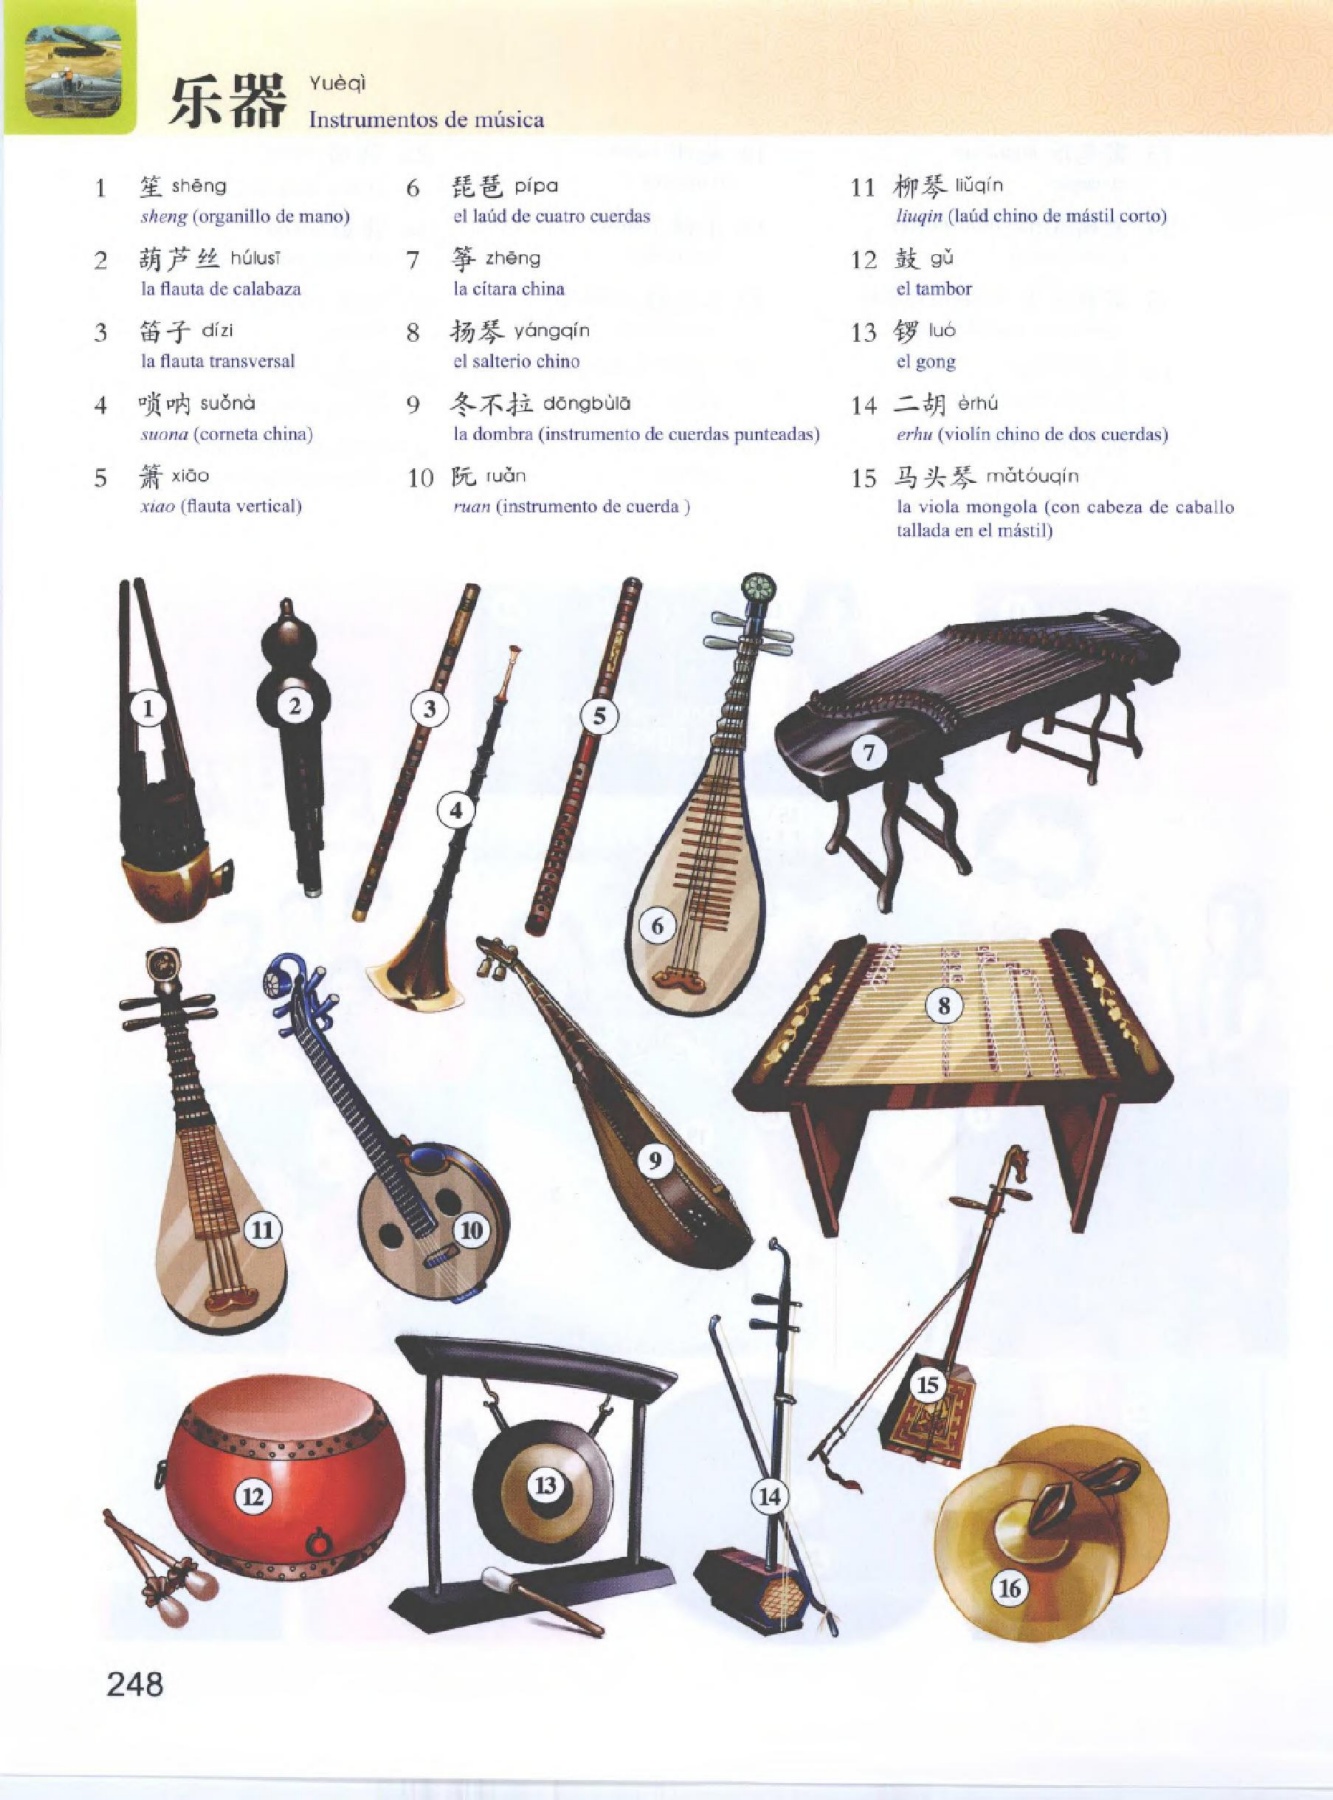 乐器
Yuèqì
Instrumentos de música
1 笙 shēng
sheng (organillo de mano)
2 葫芦丝 húlusī
la flauta de calabaza
3 笛子 dízi
la flauta transversal
4 唢呐 suǒnà
suona (corneta china)
5 箫 xiāo
xiao (flauta vertical)
6 琵琶 pípa
el laúd de cuatro cuerdas
7 筝 zhēng
la cítara china
8 扬琴 yángqín
el salterio chino
9 冬不拉 dōngbùlā
la dombra (instrumento de cuerdas punteadas)
10 阮 ruǎn
ruan (instrumento de cuerda )
11 柳琴 liǔqín
liuqin (laúd chino de mástil corto)
12 鼓 gǔ
el tambor
13 锣 luó
el gong
14 二胡 èrhú
erhu (violín chino de dos cuerdas)
15 马头琴 mǎtóuqín
la viola mongola (con cabeza de caballo
tallada en el mástil)
1
2
3
4
5
6
7
8
9
10
11
12
13
14
15
16
248